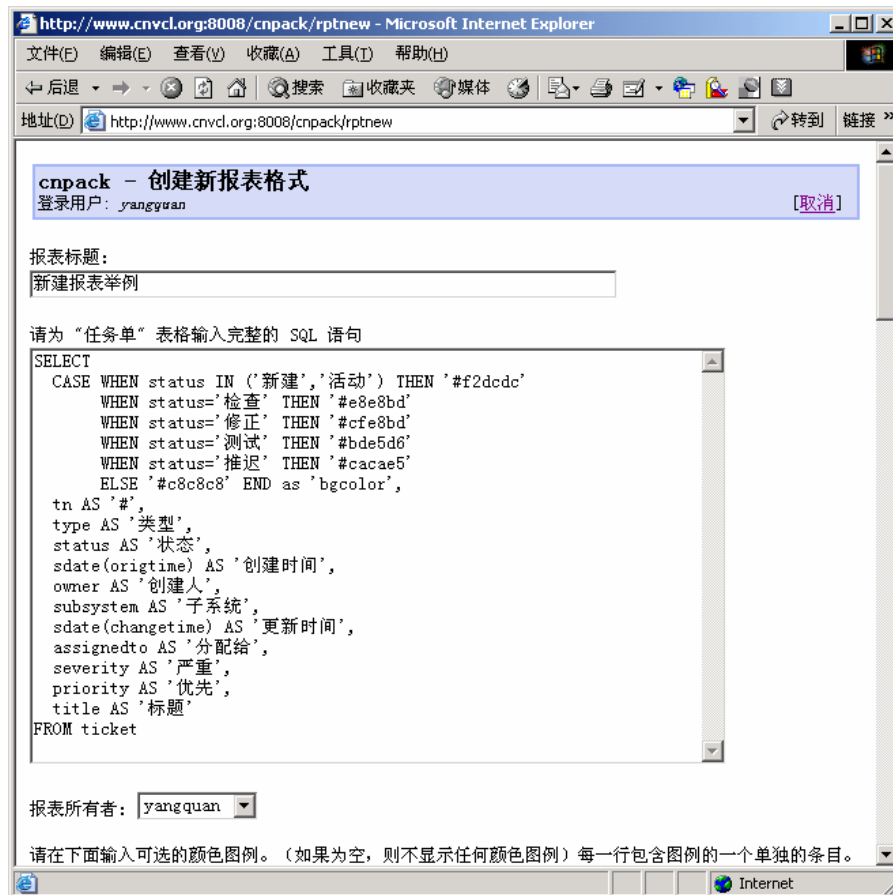 http://www.cnvcl.org:8008/cnpack/rptnew - Microsoft Internet Explorer
文件(F) 编辑(E) 查看(V) 收藏(A) 工具(T) 帮助(H)
后退 搜索 收藏夹 媒体
地址(D) http://www.cnvcl.org:8008/cnpack/rptnew 转到 链接 »
cnpack - 创建新报表格式
登录用户: yangquan [取消]
报表标题:
新建报表举例
请为 “任务单” 表格输入完整的 SQL 语句
SELECT
CASE WHEN status IN ('新建','活动') THEN '#f2dcdc'
WHEN status='检查' THEN '#e8e8bd'
WHEN status='修正' THEN '#cfe8bd'
WHEN status='测试' THEN '#bde5d6'
WHEN status='推迟' THEN '#cacae5'
ELSE '#c8c8c8' END as 'bgcolor',
tn AS '#',
type AS '类型',
status AS '状态',
sdate(origtime) AS '创建时间',
owner AS '创建人',
subsystem AS '子系统',
sdate(changetime) AS '更新时间',
assignedto AS '分配给',
severity AS '严重',
priority AS '优先',
title AS '标题'
FROM ticket
报表所有者: yangquan
请在下面输入可选的颜色图例。(如果为空，则不显示任何颜色图例) 每一行包含图例的一个单独的条目。
Internet